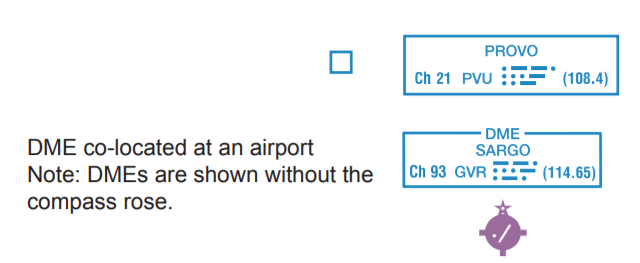 PROVO
Ch 21 PVU (108.4)
DME co-located at an airport
Note: DMEs are shown without the
compass rose.
DME
SARGO
Ch 93 GVR (114.65)